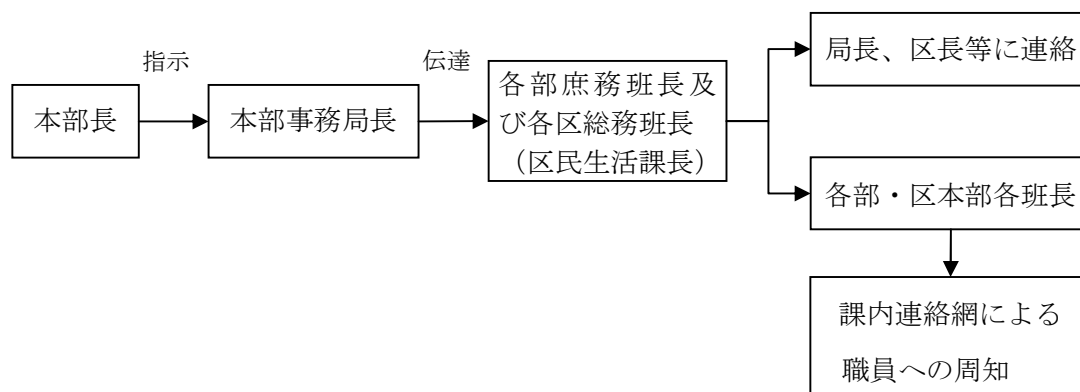 指示
本部長
本部事務局長
伝達
各部庶務班長及
び各区総務班長
（区民生活課長）
局長、区長等に連絡
各部・区本部各班長
課内連絡網による
職員への周知